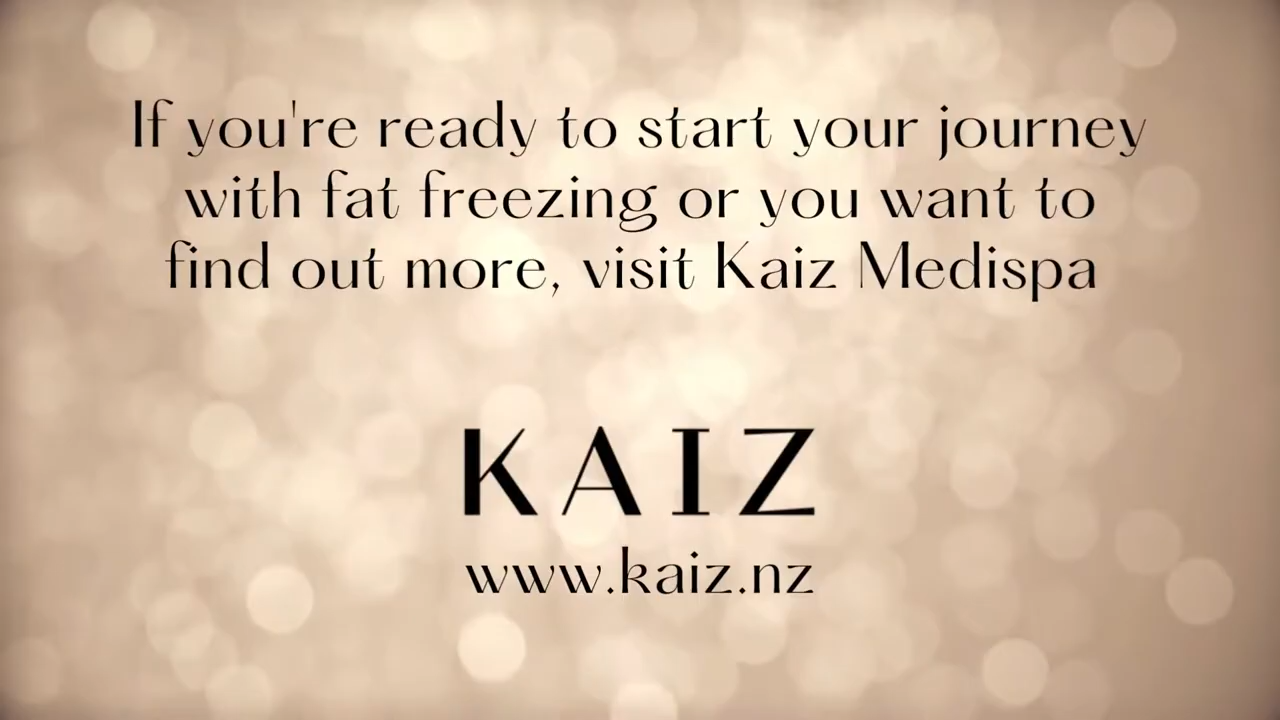 If you're ready to start your journey
with fat freezing or you want to
find out more, visit Kaiz Medispa
KAIZ
www.kaiz.nz